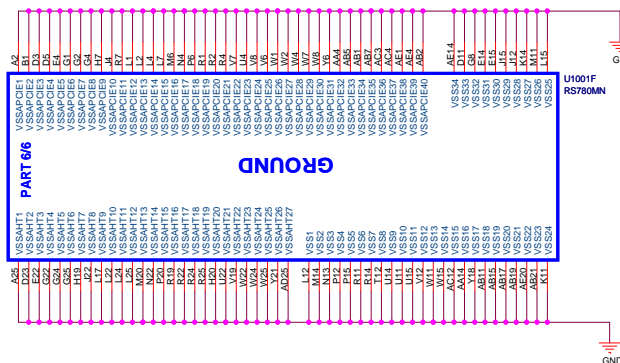 A2
B1
D3
D5
E4
G1
G2
G4
H7
J4
R7
L1
L2
L4
L7
M6
N4
P6
R1
R2
R4
V7
U4
V8
V6
W1
W2
W4
W7
W8
Y6
AA4
AB5
AB1
AB7
AC3
AC4
AE1
AE4
AB2
AE14
D11
G8
E14
E15
J15
J12
K14
M11
L15
VSSAPCIE1
VSSAPCIE2
VSSAPCIE3
VSSAPCIE4
VSSAPCIE5
VSSAPCIE6
VSSAPCIE7
VSSAPCIE8
VSSAPCIE9
VSSAPCIE10
VSSAPCIE11
VSSAPCIE12
VSSAPCIE13
VSSAPCIE14
VSSAPCIE15
VSSAPCIE16
VSSAPCIE17
VSSAPCIE18
VSSAPCIE19
VSSAPCIE20
VSSAPCIE21
VSSAPCIE22
VSSAPCIE23
VSSAPCIE24
VSSAPCIE25
VSSAPCIE26
VSSAPCIE27
VSSAPCIE28
VSSAPCIE29
VSSAPCIE30
VSSAPCIE31
VSSAPCIE32
VSSAPCIE33
VSSAPCIE34
VSSAPCIE35
VSSAPCIE36
VSSAPCIE37
VSSAPCIE38
VSSAPCIE39
VSSAPCIE40
VSS34
VSS33
VSS32
VSS31
VSS30
VSS29
VSS28
VSS27
VSS26
VSS25
U1001F
RS780MN
PART 6/6
GROUND
VSSAHT1
VSSAHT2
VSSAHT3
VSSAHT4
VSSAHT5
VSSAHT6
VSSAHT7
VSSAHT8
VSSAHT9
VSSAHT10
VSSAHT11
VSSAHT12
VSSAHT13
VSSAHT14
VSSAHT15
VSSAHT16
VSSAHT17
VSSAHT18
VSSAHT19
VSSAHT20
VSSAHT21
VSSAHT22
VSSAHT23
VSSAHT24
VSSAHT25
VSSAHT26
VSSAHT27
VSS1
VSS2
VSS3
VSS4
VSS5
VSS6
VSS7
VSS8
VSS9
VSS10
VSS11
VSS12
VSS13
VSS14
VSS15
VSS16
VSS17
VSS18
VSS19
VSS20
VSS21
VSS22
VSS23
VSS24
A25
D23
E22
G22
G24
G25
H19
J22
L17
L22
L24
L25
M20
N22
P20
R19
R22
R24
R25
H20
U22
V19
W22
W24
W25
Y21
AD25
L12
M14
N13
P12
P15
R11
R14
T12
U14
U11
U15
V12
W11
W15
AC12
AA14
Y18
AB11
AB15
AB17
AB19
AE20
AB21
K11
GND